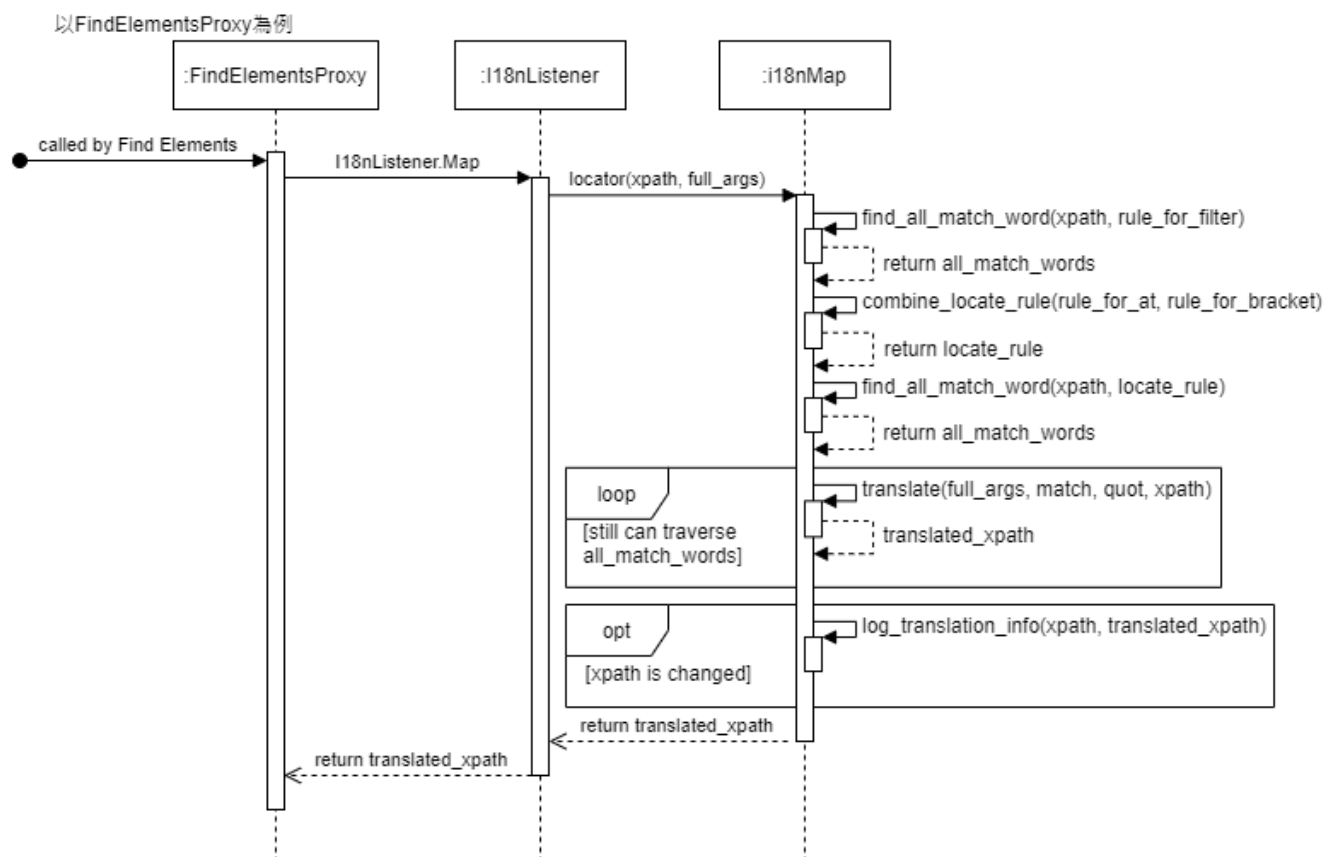 以FindElementsProxy為例
:FindElementsProxy
:I18nListener
:i18nMap
called by Find Elements
I18nListener.Map
locator(xpath, full_args)
find_all_match_word(xpath, rule_for_filter)
return all_match_words
combine_locate_rule(rule_for_at, rule_for_bracket)
return locate_rule
find_all_match_word(xpath, locate_rule)
return all_match_words
loop
[still can traverse
all_match_words]
translate(full_args, match, quot, xpath)
translated_xpath
opt
[xpath is changed]
log_translation_info(xpath, translated_xpath)
return translated_xpath
return translated_xpath